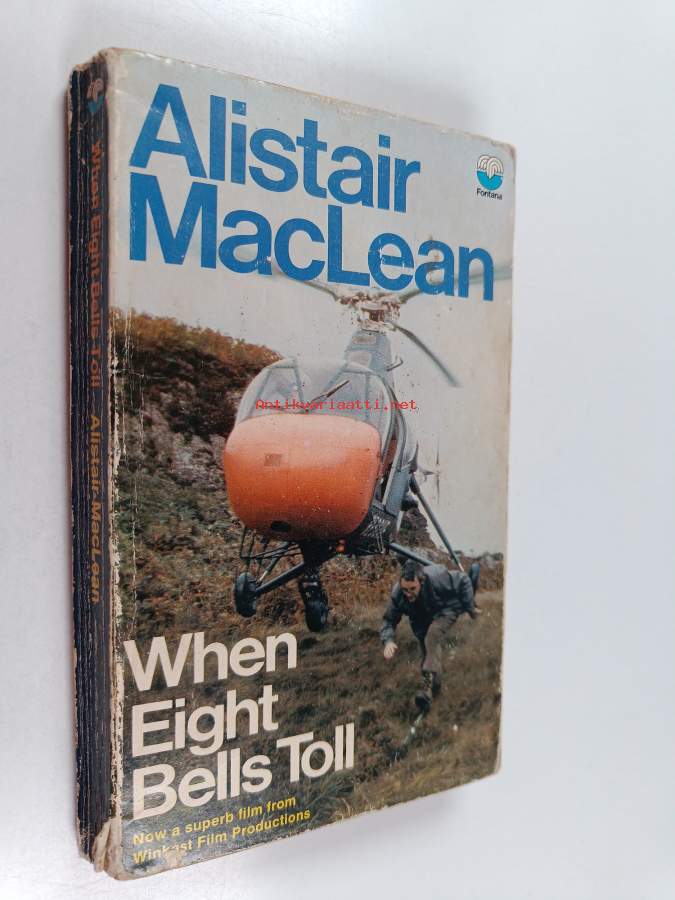 Alistair
MacLean
Fontana
Antikvariaatti.net
When
Eight
Bells Toll
Now a superb film from
Winkast Film Productions
When Eight Bells Toll Alistair MacLean